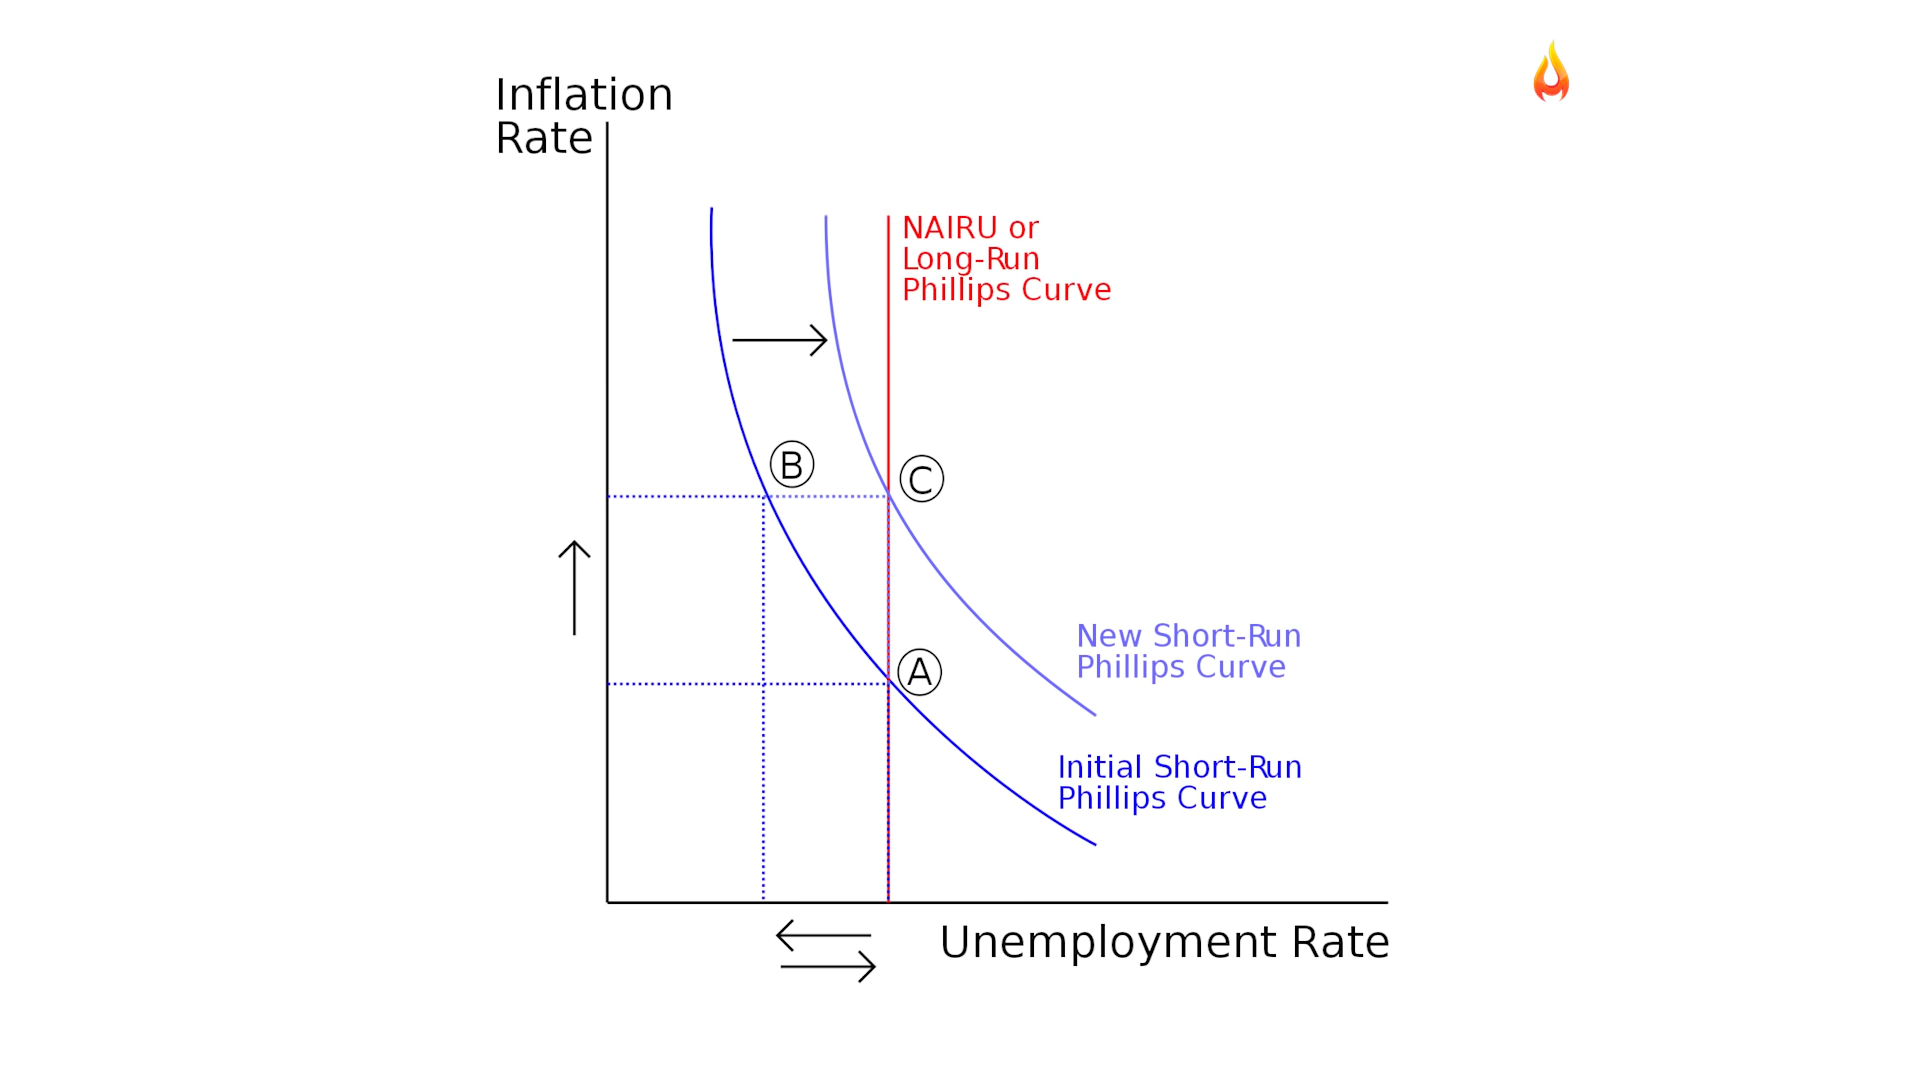 Inflation
Rate
NAIRU or
Long-Run
Phillips Curve
B
C
New Short-Run
Phillips Curve
A
Initial Short-Run
Phillips Curve
Unemployment Rate